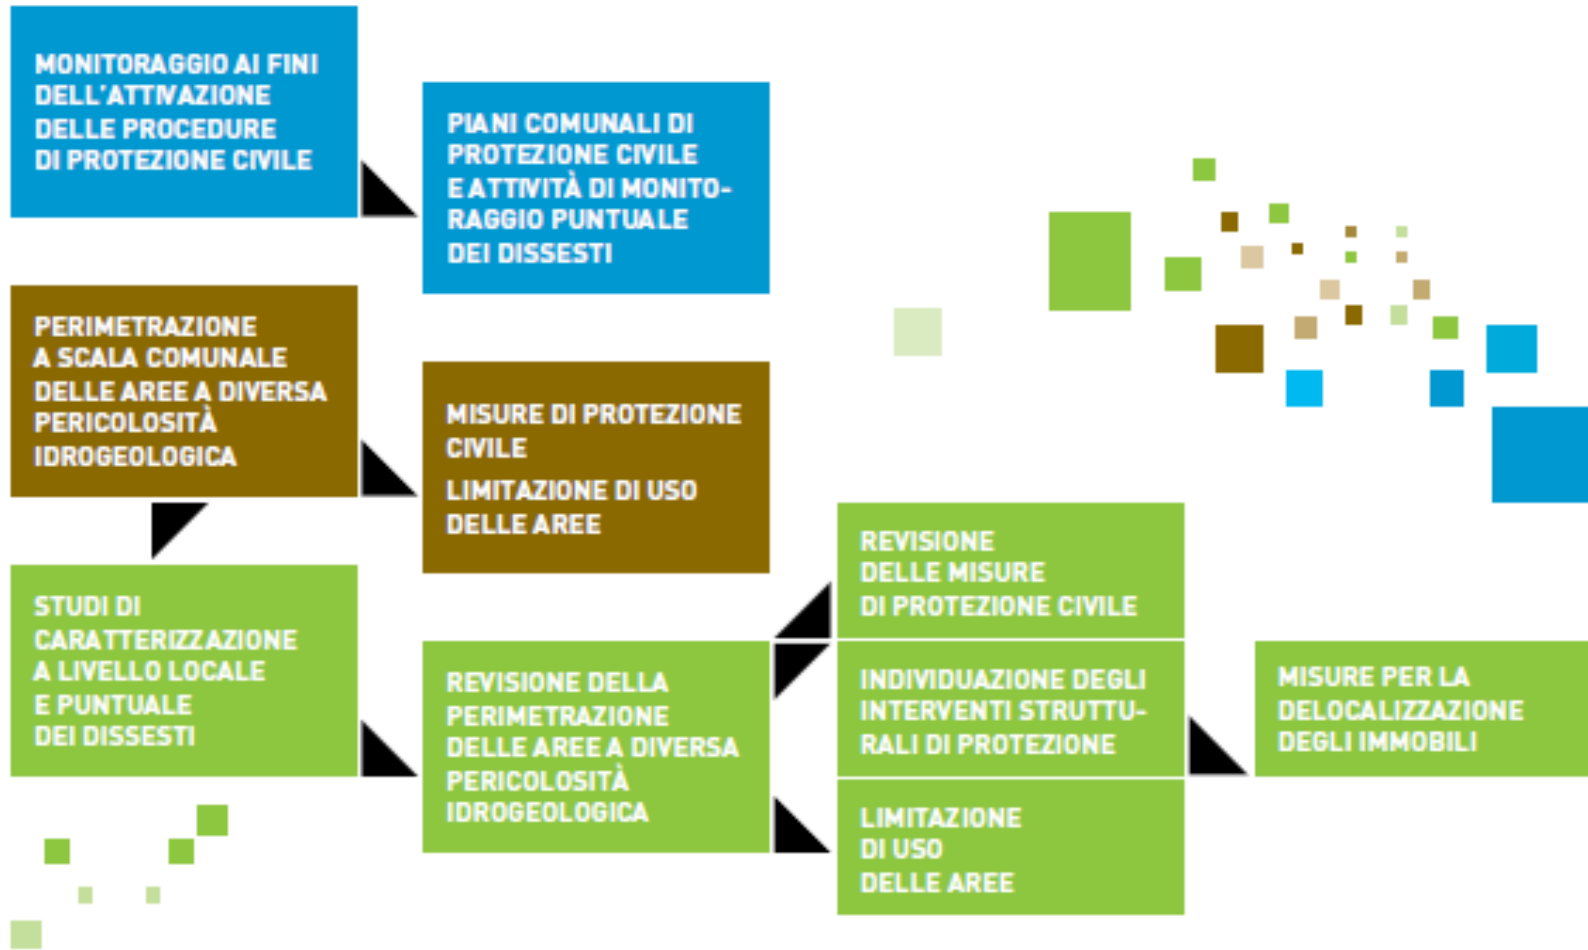 MONITORAGGIO AI FINI
DELL'ATTIVAZIONE
DELLE PROCEDURE
DI PROTEZIONE CIVILE
PIANI COMUNALI DI
PROTEZIONE CIVILE
E ATTIVITÀ DI MONITO-
RAGGIO PUNTUALE
DEI DISSESTI
PERIMETRAZIONE
A SCALA COMUNALE
DELLE AREE A DIVERSA
PERICOLOSITÀ
IDROGEOLOGICA
MISURE DI PROTEZIONE
CIVILE
LIMITAZIONE DI USO
DELLE AREE
STUDI DI
CARATTERIZZAZIONE
A LIVELLO LOCALE
E PUNTUALE
DEI DISSESTI
REVISIONE DELLA
PERIMETRAZIONE
DELLE AREE A DIVERSA
PERICOLOSITÀ
IDROGEOLOGICA
REVISIONE
DELLE MISURE
DI PROTEZIONE CIVILE
INDIVIDUAZIONE DEGLI
INTERVENTI STRUTTU-
RALI DI PROTEZIONE
LIMITAZIONE
DI USO
DELLE AREE
MISURE PER LA
DELOCALIZZAZIONE
DEGLI IMMOBILI